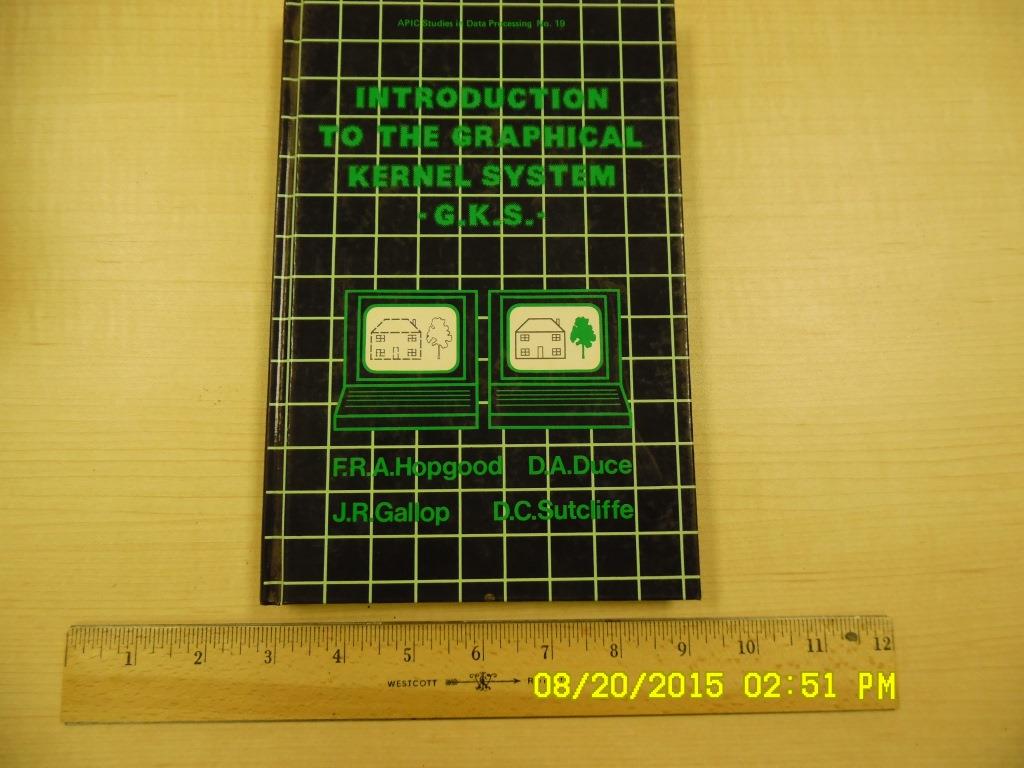 APIC Studies in Data Processing No. 19
INTRODUCTION
TO THE GRAPHICAL
KERNEL SYSTEM
- G.K.S. -
F.R.A.Hopgood D.A.Duce
J.R.Gallop D.C.Sutcliffe
1 2 3 4 5 6 7 8 9 10 11 12
WESTCOTT
08/20/2015 02:51 PM